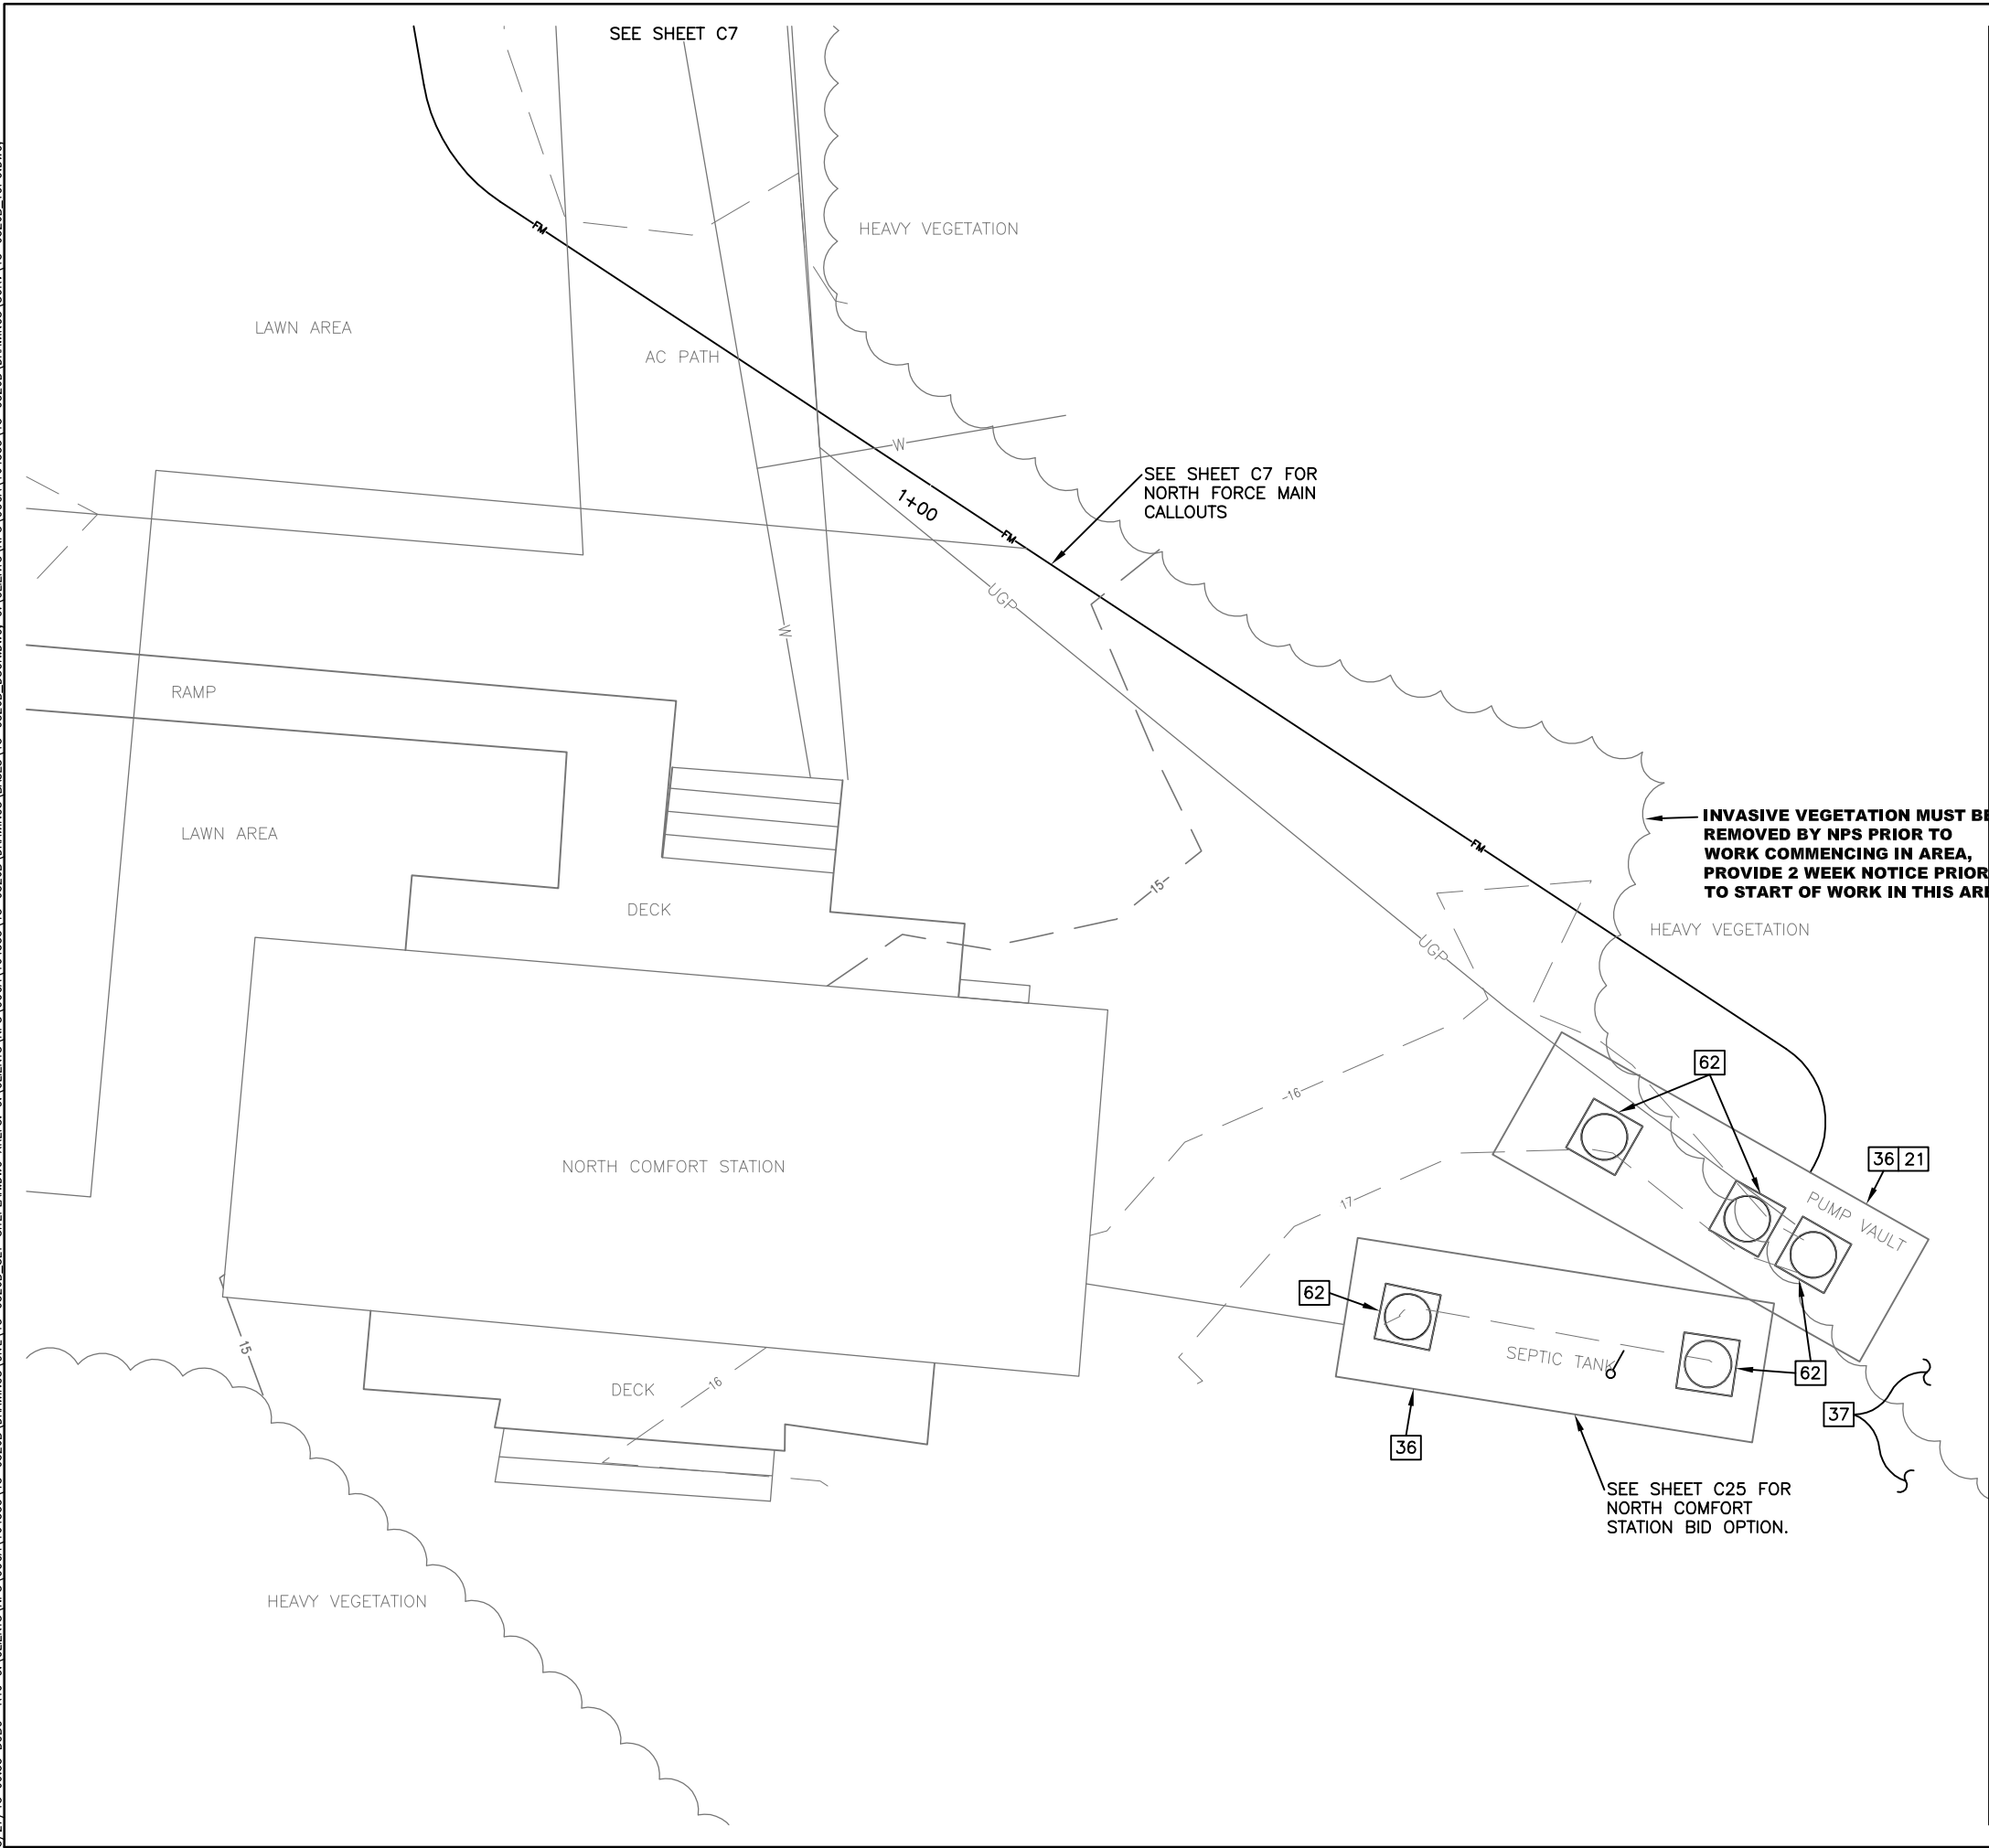 SEE SHEET C7
HEAVY VEGETATION
FM
LAWN AREA
AC PATH
W
SEE SHEET C7 FOR
NORTH FORCE MAIN
CALLOUTS
1+00
FM
UGP
W
RAMP
LAWN AREA
INVASIVE VEGETATION MUST BE
REMOVED BY NPS PRIOR TO
WORK COMMENCING IN AREA,
PROVIDE 2 WEEK NOTICE PRIOR
TO START OF WORK IN THIS
FM
15
DECK
HEAVY VEGETATION
UGP
62
16
NORTH COMFORT STATION
36 21
17
PUMP VAULT
62
15
SEPTIC TANK
62
16
DECK
37
36
SEE SHEET C25 FOR
NORTH COMFORT
STATION BID OPTION.
HEAVY VEGETATION